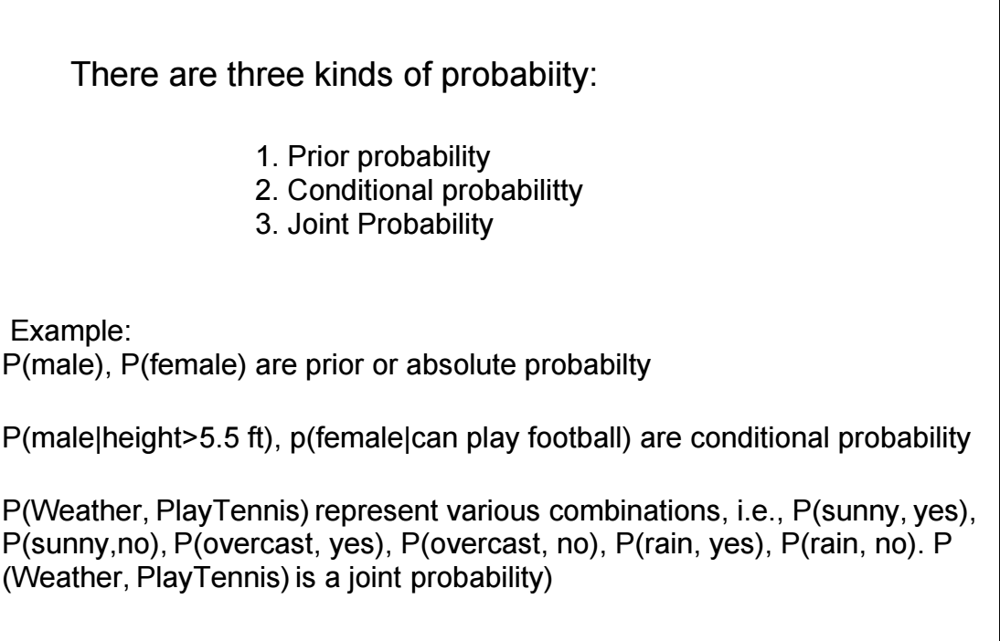 There are three kinds of probabiity:
1. Prior probability
2. Conditional probabilitty
3. Joint Probability
Example:
P(male), P(female) are prior or absolute probabilty
P(male|height>5.5 ft), p(female|can play football) are conditional probability
P(Weather, PlayTennis) represent various combinations, i.e., P(sunny, yes),
P(sunny,no), P(overcast, yes), P(overcast, no), P(rain, yes), P(rain, no). P
(Weather, PlayTennis) is a joint probability)